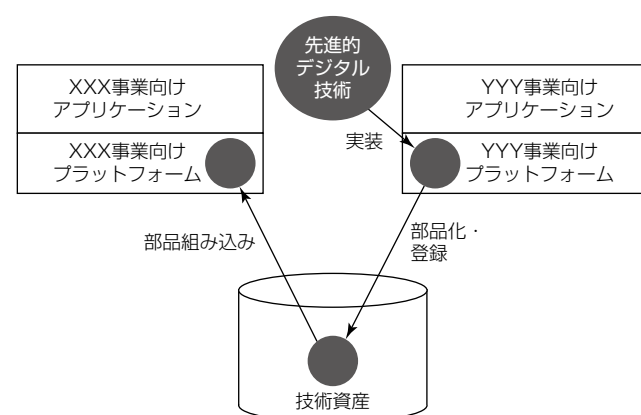 先進的
デジタル
技術
XXX事業向け
アプリケーション
XXX事業向け
プラットフォーム
YYY事業向け
アプリケーション
実装
YYY事業向け
プラットフォーム
部品組み込み
部品化・
登録
技術資産